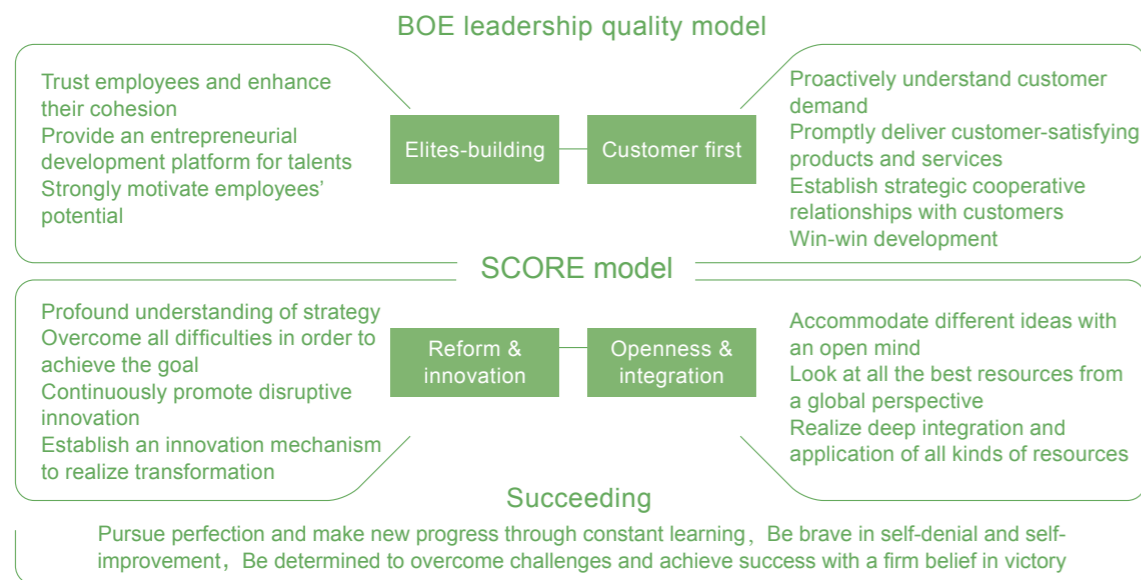 BOE leadership quality model
Trust employees and enhance
their cohesion
Provide an entrepreneurial
development platform for talents
Strongly motivate employees’
potential
Elites-building
Customer first
Proactively understand customer
demand
Promptly deliver customer-satisfying
products and services
Establish strategic cooperative
relationships with customers
Win-win development
SCORE model
Profound understanding of strategy
Overcome all difficulties in order to
achieve the goal
Continuously promote disruptive
innovation
Establish an innovation mechanism
to realize transformation
Reform &
innovation
Openness &
integration
Accommodate different ideas with
an open mind
Look at all the best resources from
a global perspective
Realize deep integration and
application of all kinds of resources
Succeeding
Pursue perfection and make new progress through constant learning，Be brave in self-denial and self-
improvement，Be determined to overcome challenges and achieve success with a firm belief in victory